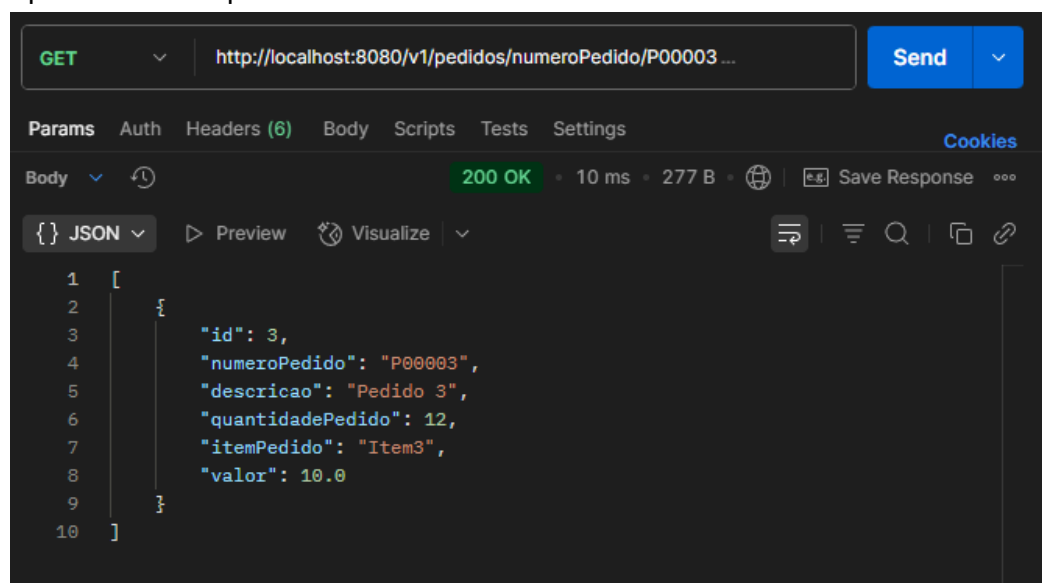 GET http://localhost:8080/v1/pedidos/numeroPedido/P00003 ... Send
Params Auth Headers (6) Body Scripts Tests Settings Cookies
Body 200 OK • 10 ms • 277 B • e.g. Save Response
{} JSON Preview Visualize
1 [
2 {
3 "id": 3,
4 "numeroPedido": "P00003",
5 "descricao": "Pedido 3",
6 "quantidadePedido": 12,
7 "itemPedido": "Item3",
8 "valor": 10.0
9 }
10 ]